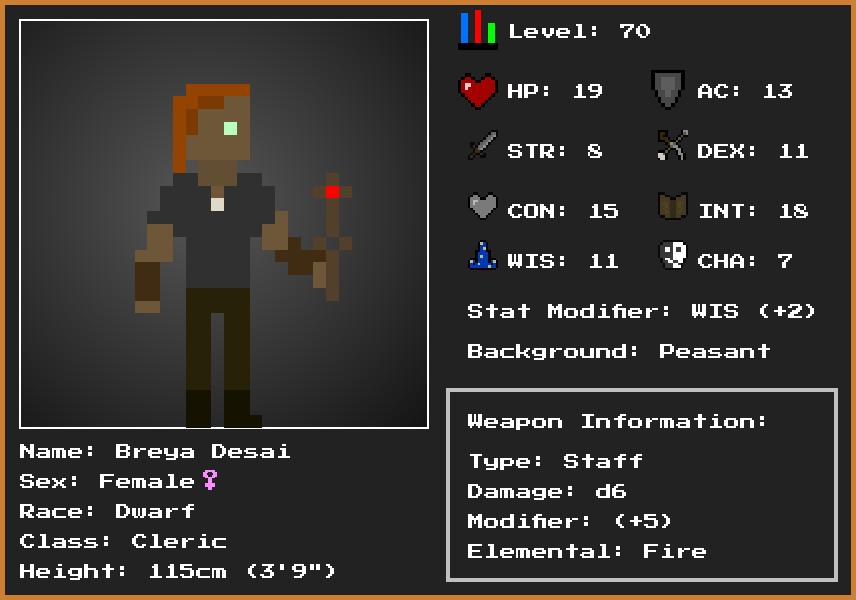 Level: 70
HP: 19
AC: 13
STR: 8
DEX: 11
CON: 15
INT: 18
WIS: 11
CHA: 7
Stat Modifier: WIS (+2)
Background: Peasant
Name: Breya Desai
Sex: Female♀
Race: Dwarf
Class: Cleric
Height: 115cm (3'9")
Weapon Information:
Type: Staff
Damage: d6
Modifier: (+5)
Elemental: Fire